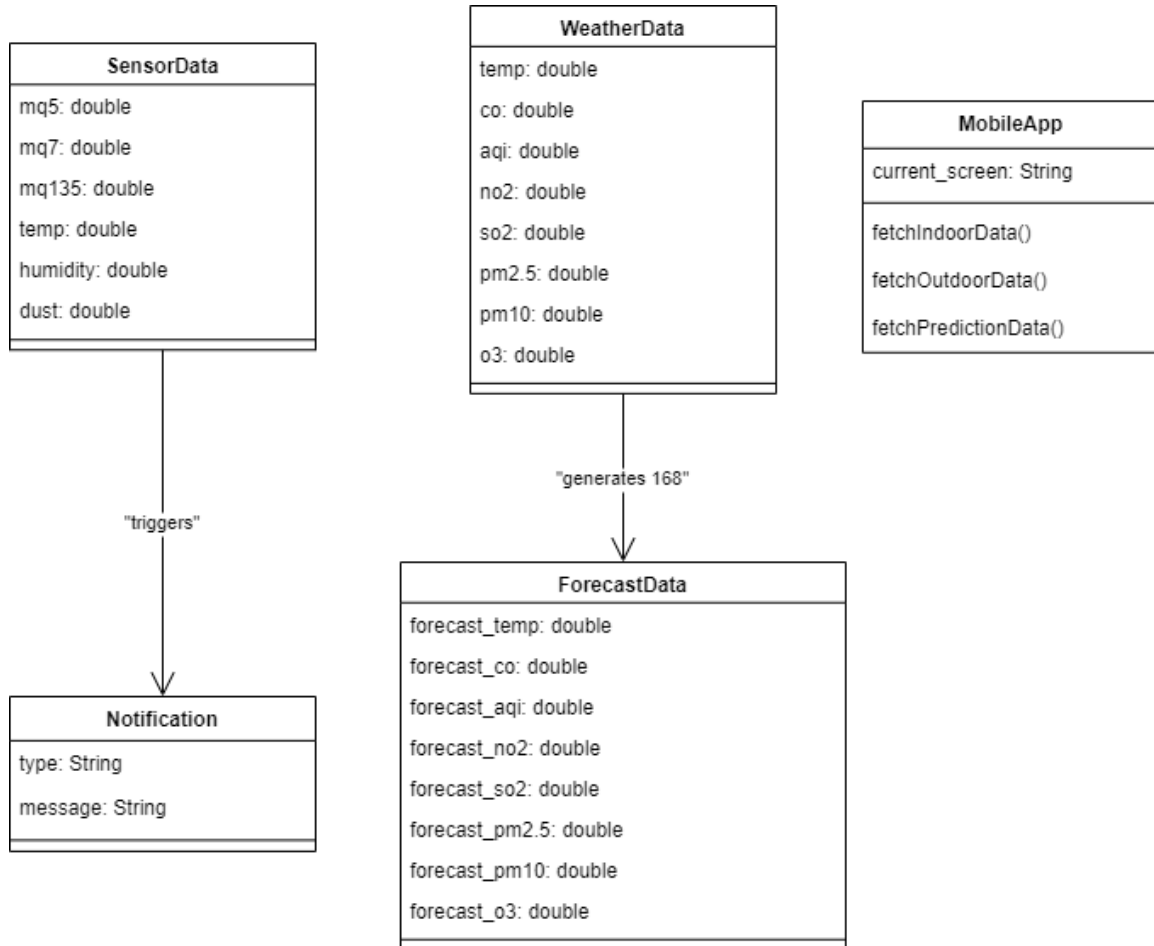 SensorData
mq5: double
mq7: double
mq135: double
temp: double
humidity: double
dust: double
"triggers"
Notification
type: String
message: String
WeatherData
temp: double
co: double
aqi: double
no2: double
so2: double
pm2.5: double
pm10: double
o3: double
"generates 168"
ForecastData
forecast_temp: double
forecast_co: double
forecast_aqi: double
forecast_no2: double
forecast_so2: double
forecast_pm2.5: double
forecast_pm10: double
forecast_o3: double
MobileApp
current_screen: String
fetchIndoorData()
fetchOutdoorData()
fetchPredictionData()